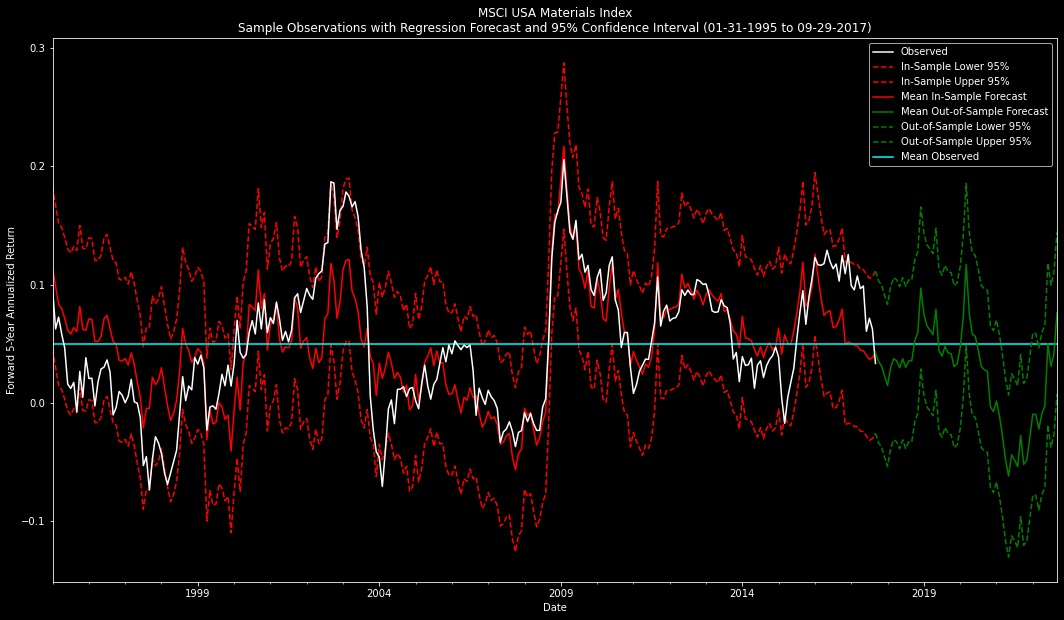 MSCI USA Materials Index
Sample Observations with Regression Forecast and 95% Confidence Interval (01-31-1995 to 09-29-2017)
Observed
In-Sample Lower 95%
In-Sample Upper 95%
Mean In-Sample Forecast
Mean Out-of-Sample Forecast
Out-of-Sample Lower 95%
Out-of-Sample Upper 95%
Mean Observed
Forward 5-Year Annualized Return
0.3
0.2
0.1
0.0
−0.1
1999
2004
2009
2014
2019
Date